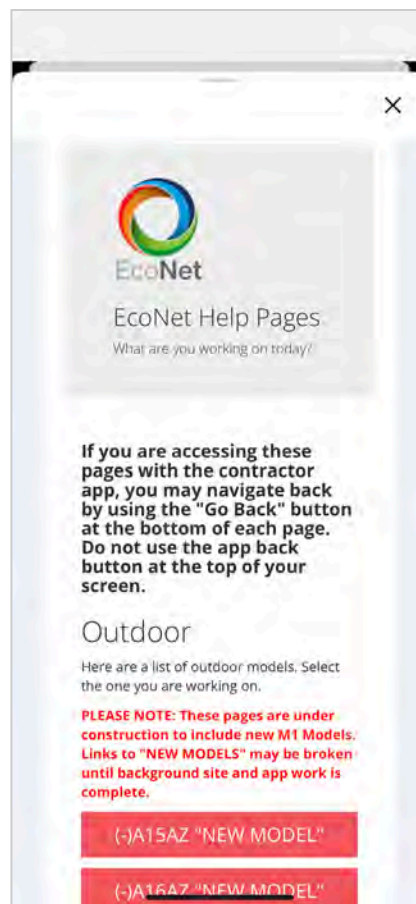 EcoNet
EcoNet Help Pages
What are you working on today?
If you are accessing these
pages with the contractor
app, you may navigate back
by using the "Go Back" button
at the bottom of each page.
Do not use the app back
button at the top of your
screen.
Outdoor
Here are a list of outdoor models. Select
the one you are working on.
PLEASE NOTE: These pages are under
construction to include new M1 Models.
Links to "NEW MODELS" may be broken
until background site and app work is
complete.
(-)A15AZ "NEW MODEL"
(-)A16AZ "NEW MODEL"